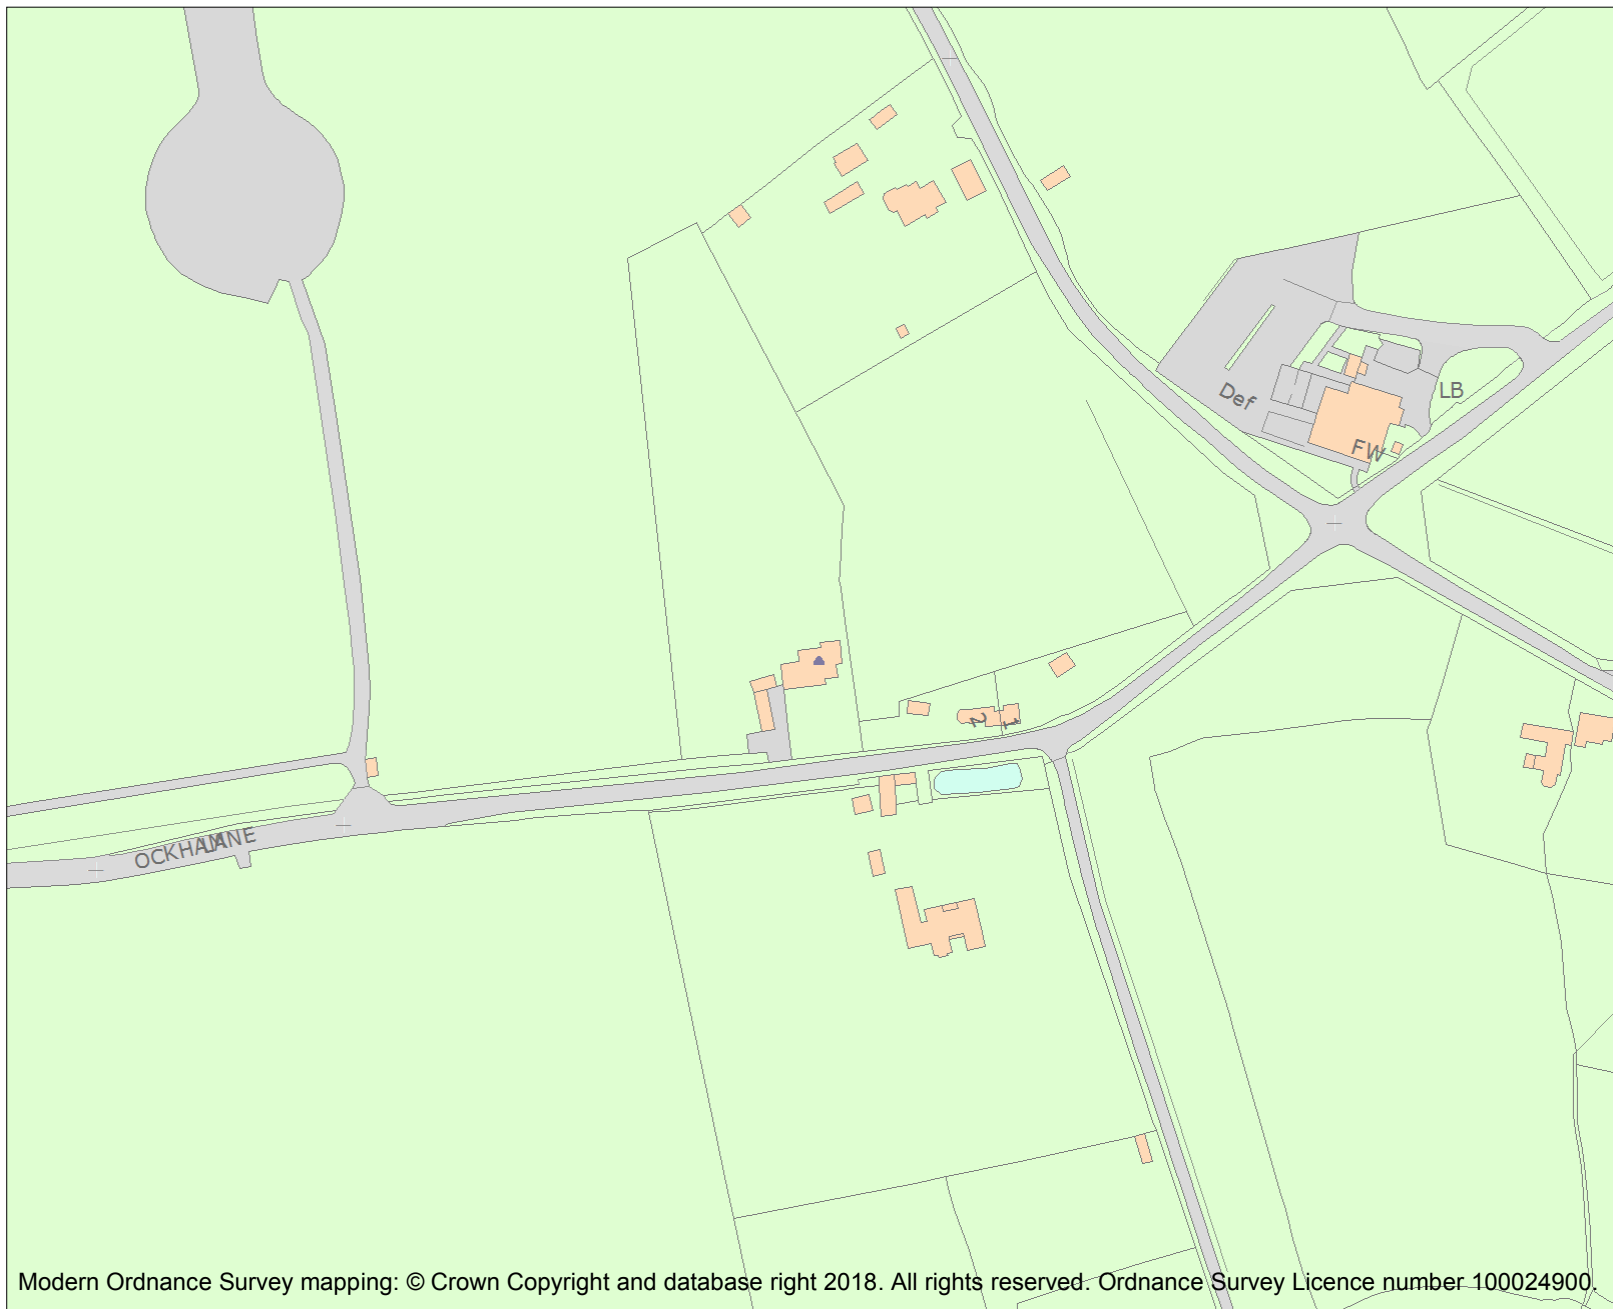 Def
LB
FW
2
1
OCKHAM LANE
Modern Ordnance Survey mapping: © Crown Copyright and database right 2018. All rights reserved. Ordnance Survey Licence number 100024900.